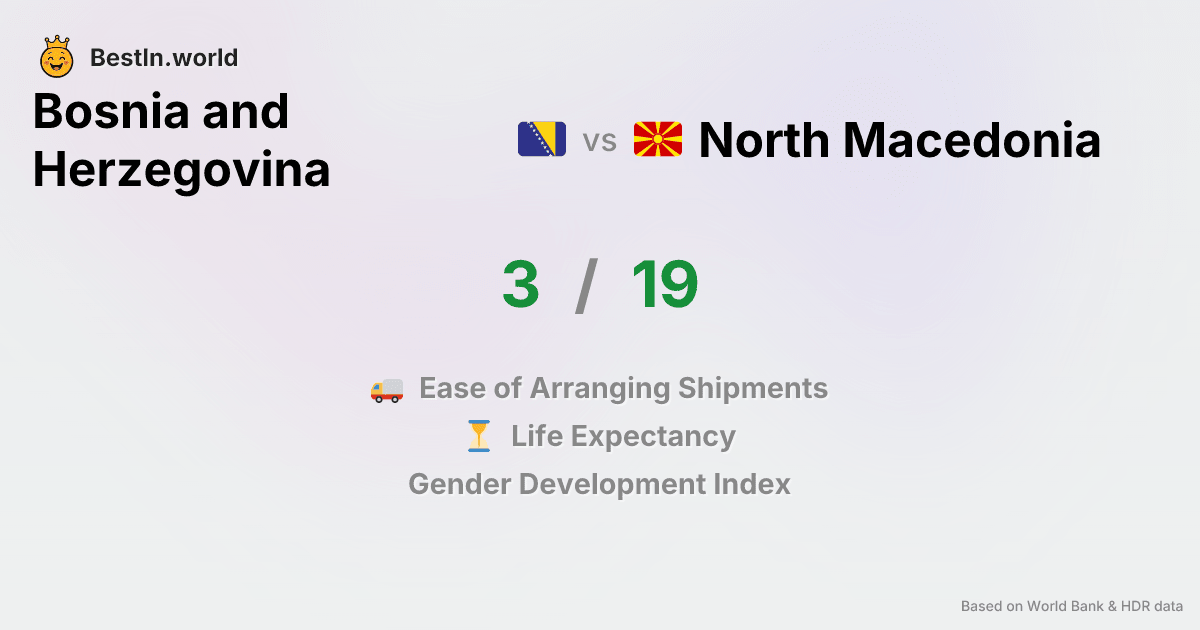 BestIn.world
Bosnia and
Herzegovina
vs
North Macedonia
3 / 19
Ease of Arranging Shipments
Life Expectancy
Gender Development Index
Based on World Bank & HDR data